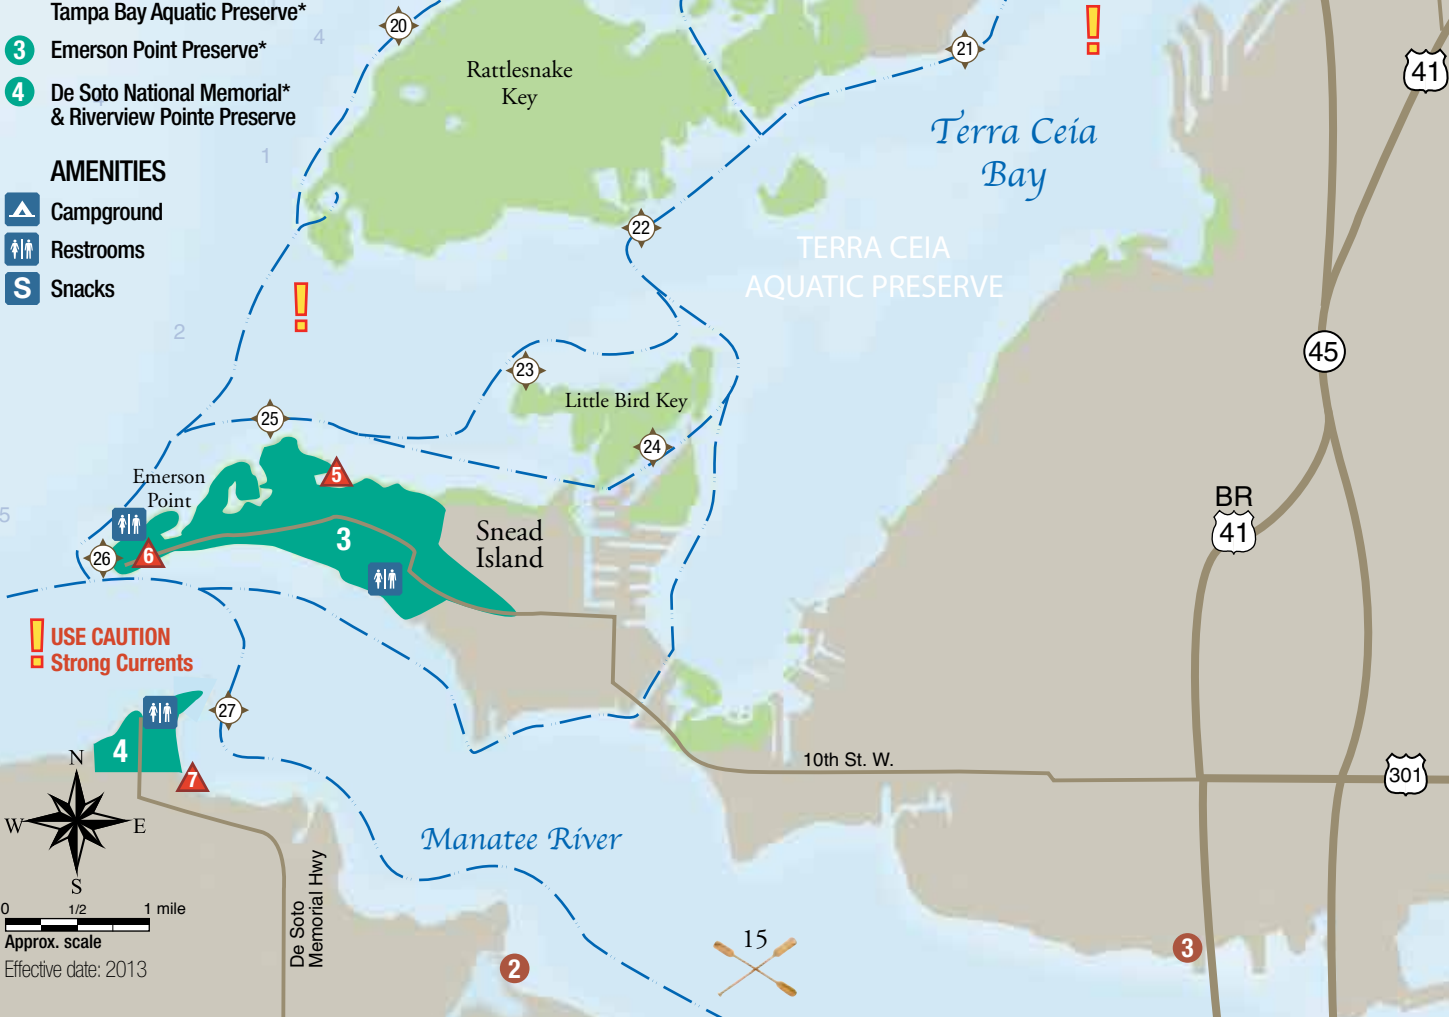 Tampa Bay Aquatic Preserve*
3 Emerson Point Preserve*
4 De Soto National Memorial*
& Riverview Pointe Preserve
AMENITIES
Campground
Restrooms
S Snacks
20
4
1
2
5
Rattlesnake
Key
21
!
41
Terra Ceia
Bay
22
TERRA CEIA
AQUATIC PRESERVE
!
45
23
Little Bird Key
25
24
Emerson
Point
5
3
6
26
Snead
Island
BR
41
! USE CAUTION
Strong Currents
27
4
7
N
W E
S
10th St. W.
301
Manatee River
0 1/2 1 mile
Approx. scale
Effective date: 2013
De Soto
Memorial Hwy
2
15
3